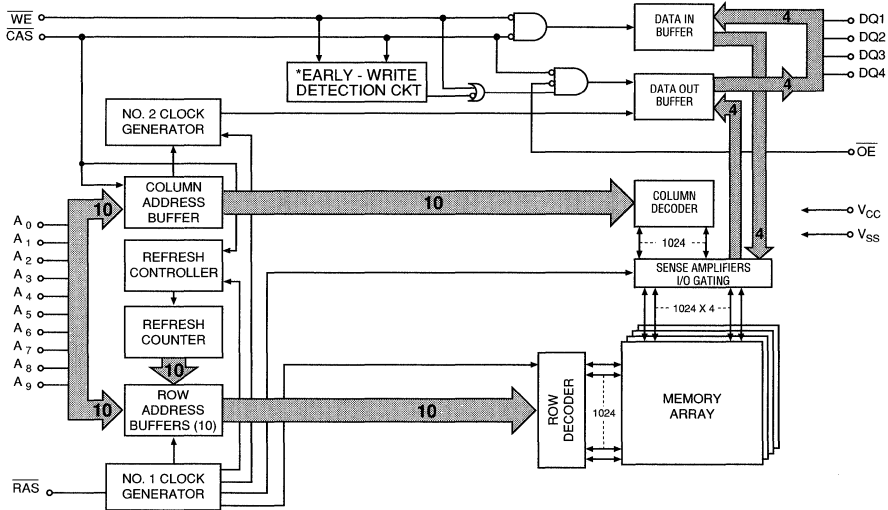 WE
CAS
*EARLY - WRITE
DETECTION CKT
DATA IN
BUFFER
4
DQ1
DQ2
DQ3
DQ4
DATA OUT
BUFFER
4
4
NO. 2 CLOCK
GENERATOR
OE
COLUMN
ADDRESS
BUFFER
10
10
COLUMN
DECODER
4
VCC
VSS
1024
A0
A1
A2
A3
A4
A5
A6
A7
A8
A9
REFRESH
CONTROLLER
SENSE AMPLIFIERS
I/O GATING
1024 X 4
REFRESH
COUNTER
10
10
ROW
ADDRESS
BUFFERS (10)
10
ROW
DECODER
1024
MEMORY
ARRAY
RAS
NO. 1 CLOCK
GENERATOR